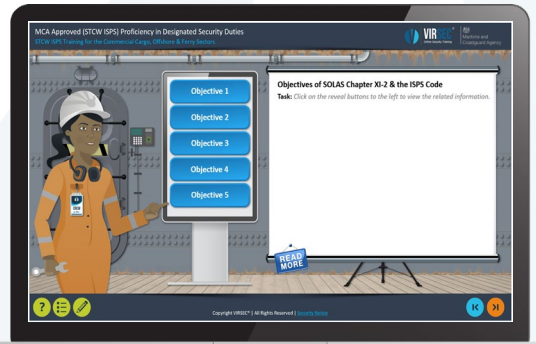 MCA Approved (STCW ISPS) Proficiency in Designated Security Duties
STCW ISPS Training for the Commercial Cargo, Offshore & Ferry Sectors
VIRSEC®
Maritime and
Coastguard Agency
Objective 1
Objective 2
Objective 3
Objective 4
Objective 5
Objectives of SOLAS Chapter XI-2 & the ISPS Code
Task: Click on the reveal buttons to the left to view the related information.
READ
MORE
?
Copyright VIRSEC® | All Rights Reserved | Security Notice